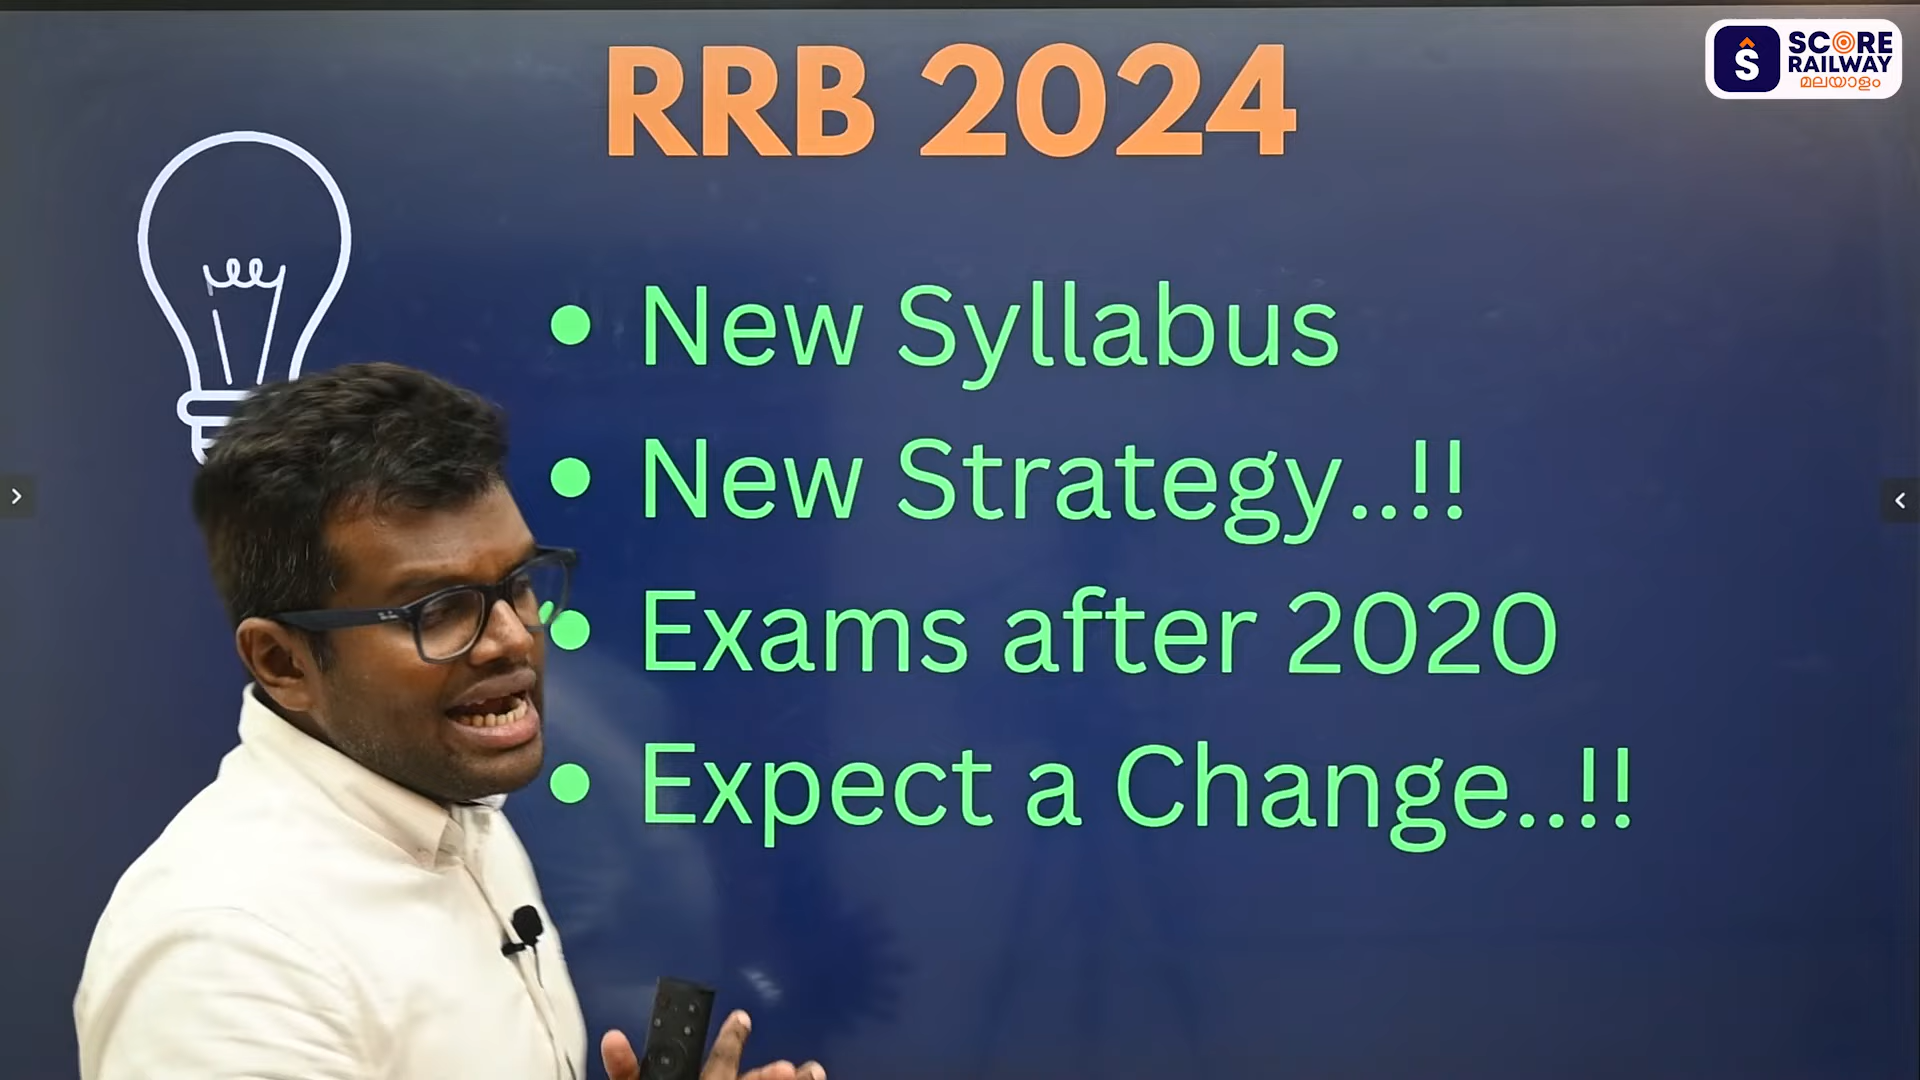 RRB 2024
SCORE
RAILWAY
മലയാളം
• New Syllabus
• New Strategy..!!
• Exams after 2020
• Expect a Change..!!